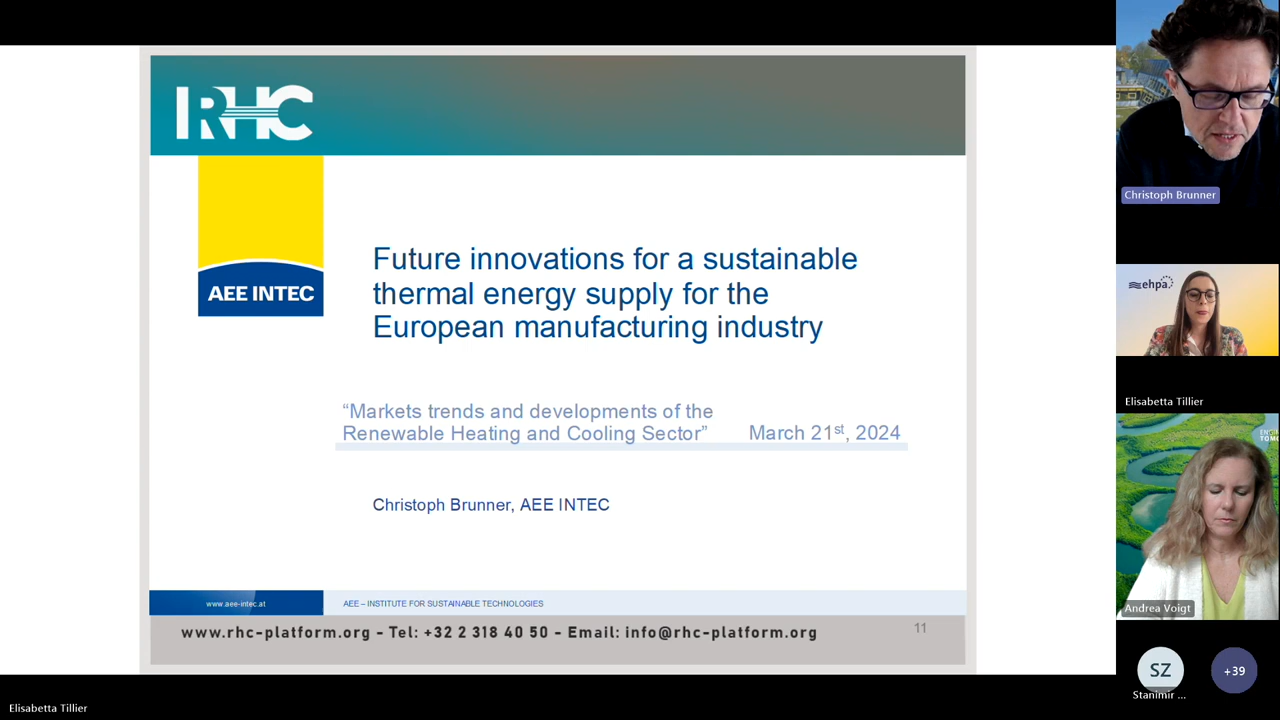 RHC
AEE INTEC
Future innovations for a sustainable
thermal energy supply for the
European manufacturing industry
“Markets trends and developments of the
Renewable Heating and Cooling Sector”
March 21st, 2024
Christoph Brunner, AEE INTEC
www.aee-intec.at
AEE – INSTITUTE FOR SUSTAINABLE TECHNOLOGIES
www.rhc-platform.org - Tel: +32 2 318 40 50 - Email: info@rhc-platform.org
11
Christoph Brunner
ehpa
Elisabetta Tillier
Andrea Voigt
SZ
Stanimir ...
+39
Elisabetta Tillier